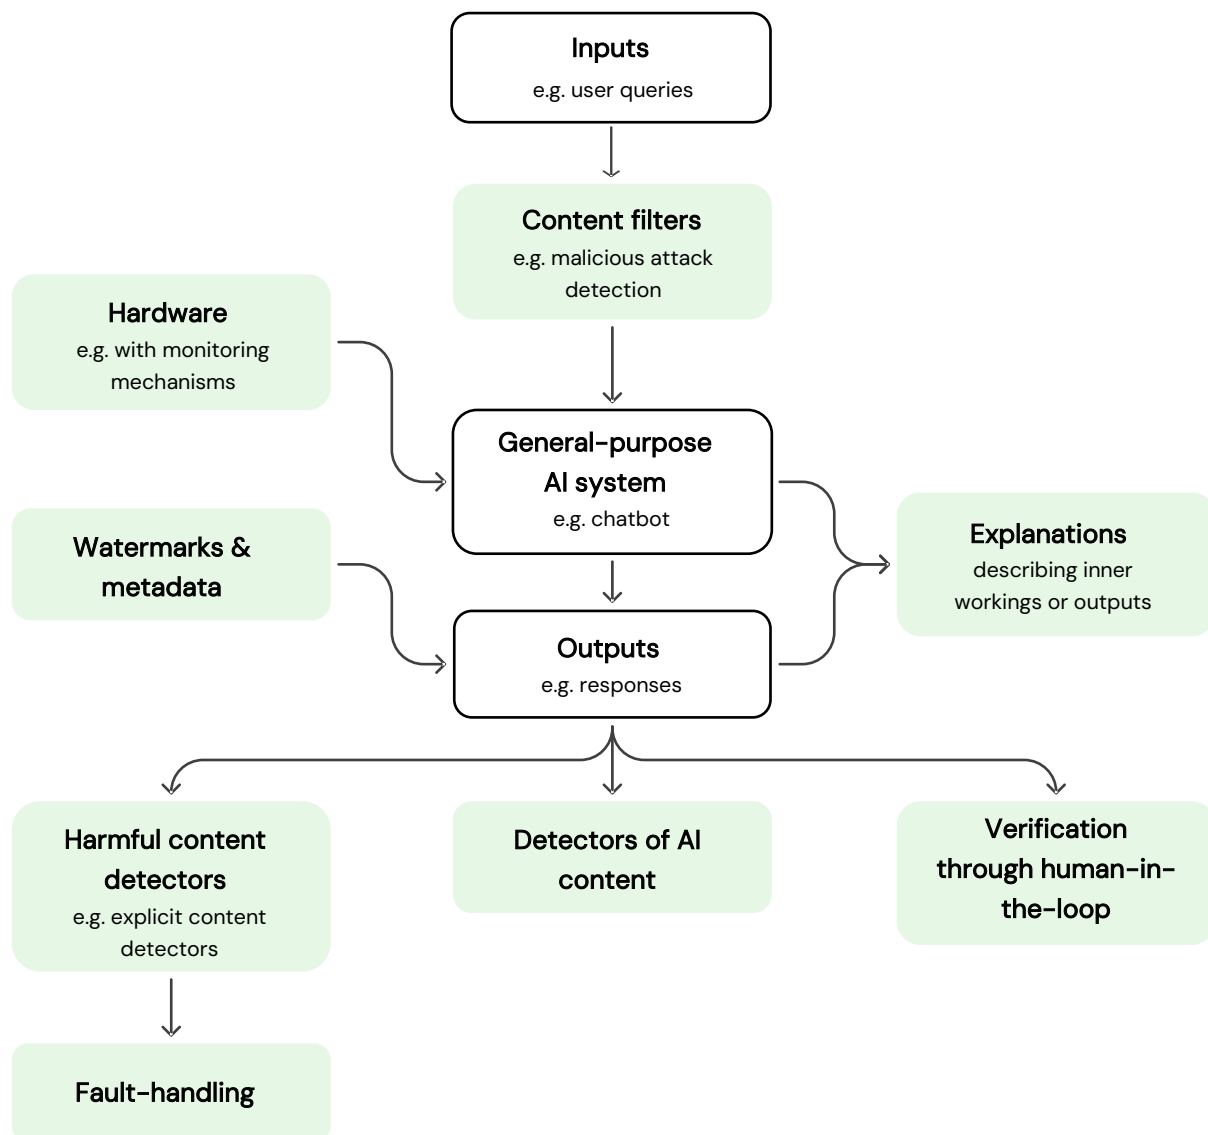 Inputs
e.g. user queries
Content filters
e.g. malicious attack
detection
Hardware
e.g. with monitoring
mechanisms
General-purpose
AI system
e.g. chatbot
Watermarks &
metadata
Explanations
describing inner
workings or outputs
Outputs
e.g. responses
Harmful content
detectors
e.g. explicit content
detectors
Detectors of AI
content
Verification
through human-in-
the-loop
Fault-handling